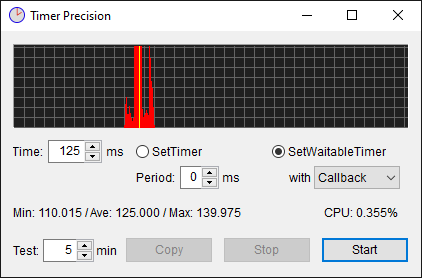 Timer Precision
Time: 125 ms SetTimer SetWaitableTimer
Period: 0 ms with Callback
Min: 110.015 / Ave: 125.000 / Max: 139.975 CPU: 0.355%
Test: 5 min Copy Stop Start